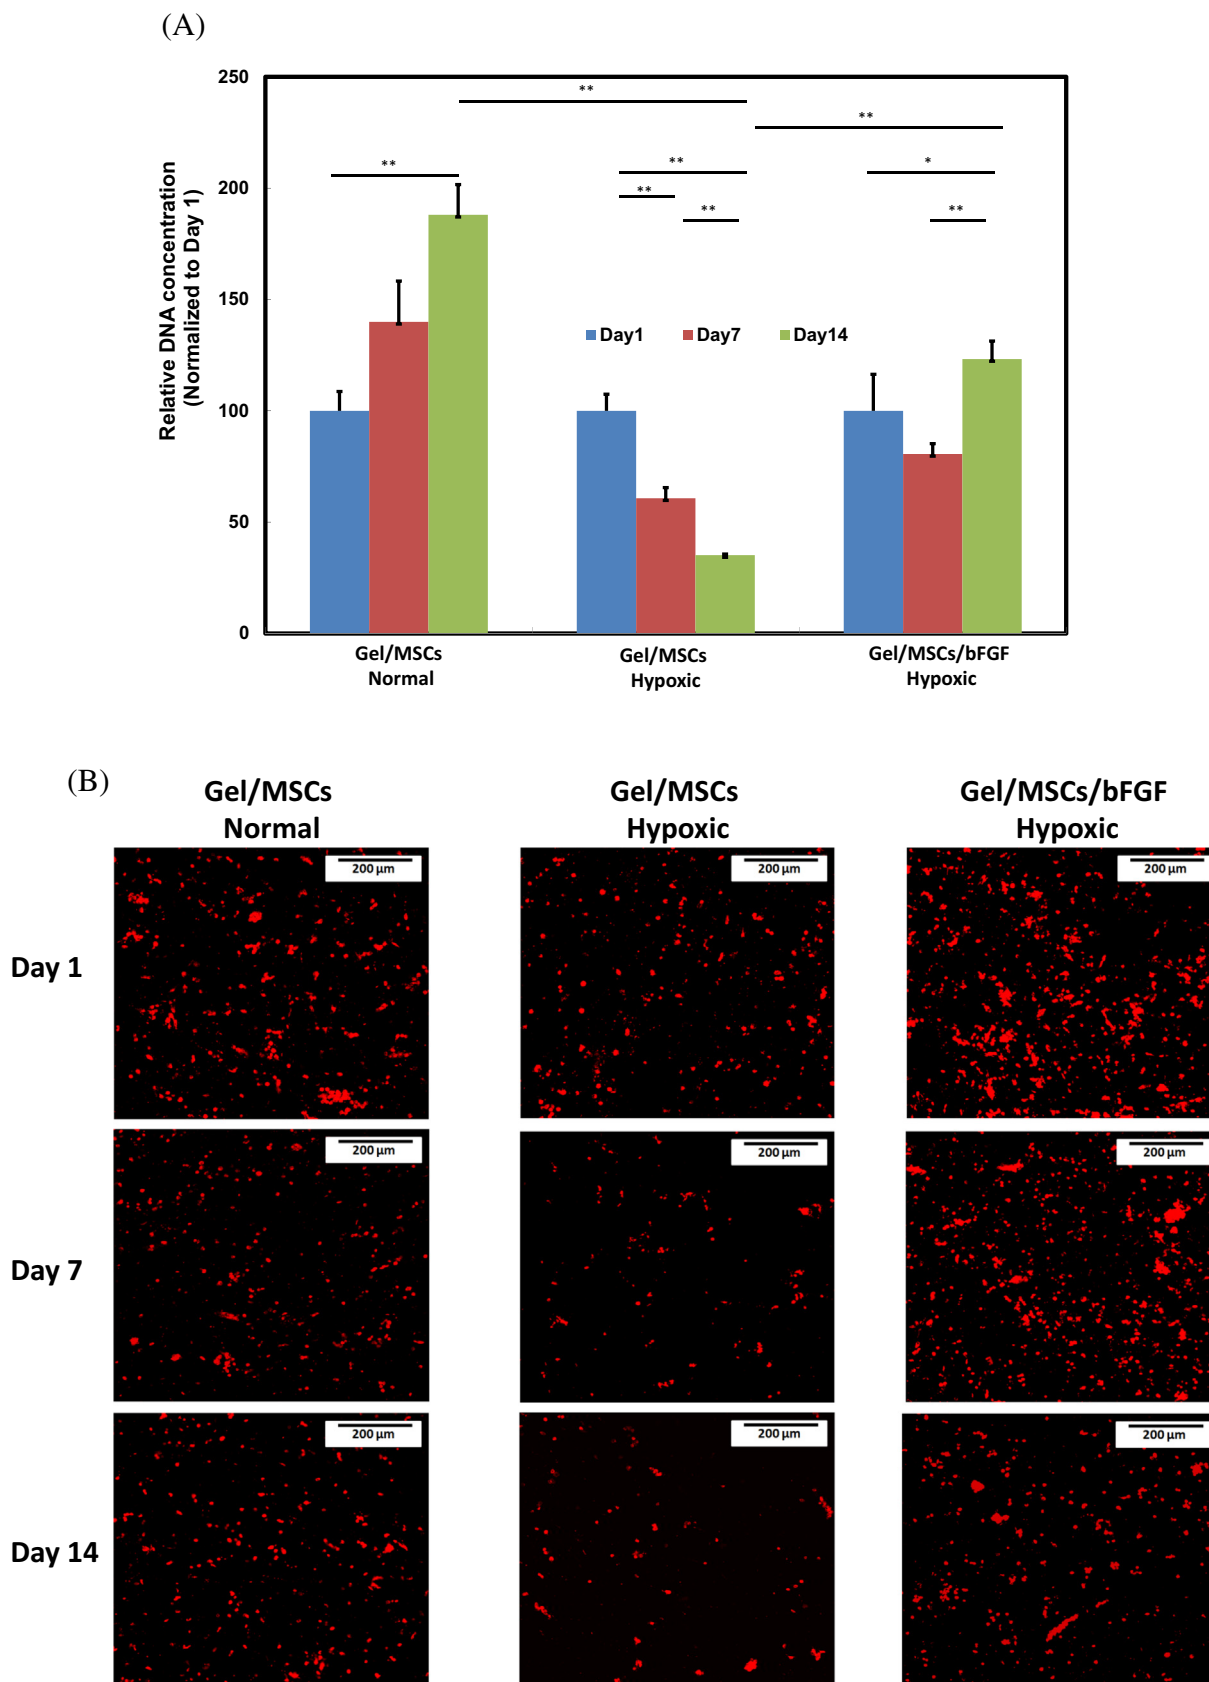 (A)
Relative DNA concentration
(Normalized to Day 1)
250
200
150
100
50
0
**
**
**
**
**
**
*
**
Day1 Day7 Day14
Gel/MSCs
Normal
Gel/MSCs
Hypoxic
Gel/MSCs/bFGF
Hypoxic
(B)
Gel/MSCs
Normal
Gel/MSCs
Hypoxic
Gel/MSCs/bFGF
Hypoxic
Day 1
200 µm
200 µm
200 µm
Day 7
200 µm
200 µm
200 µm
Day 14
200 µm
200 µm
200 µm